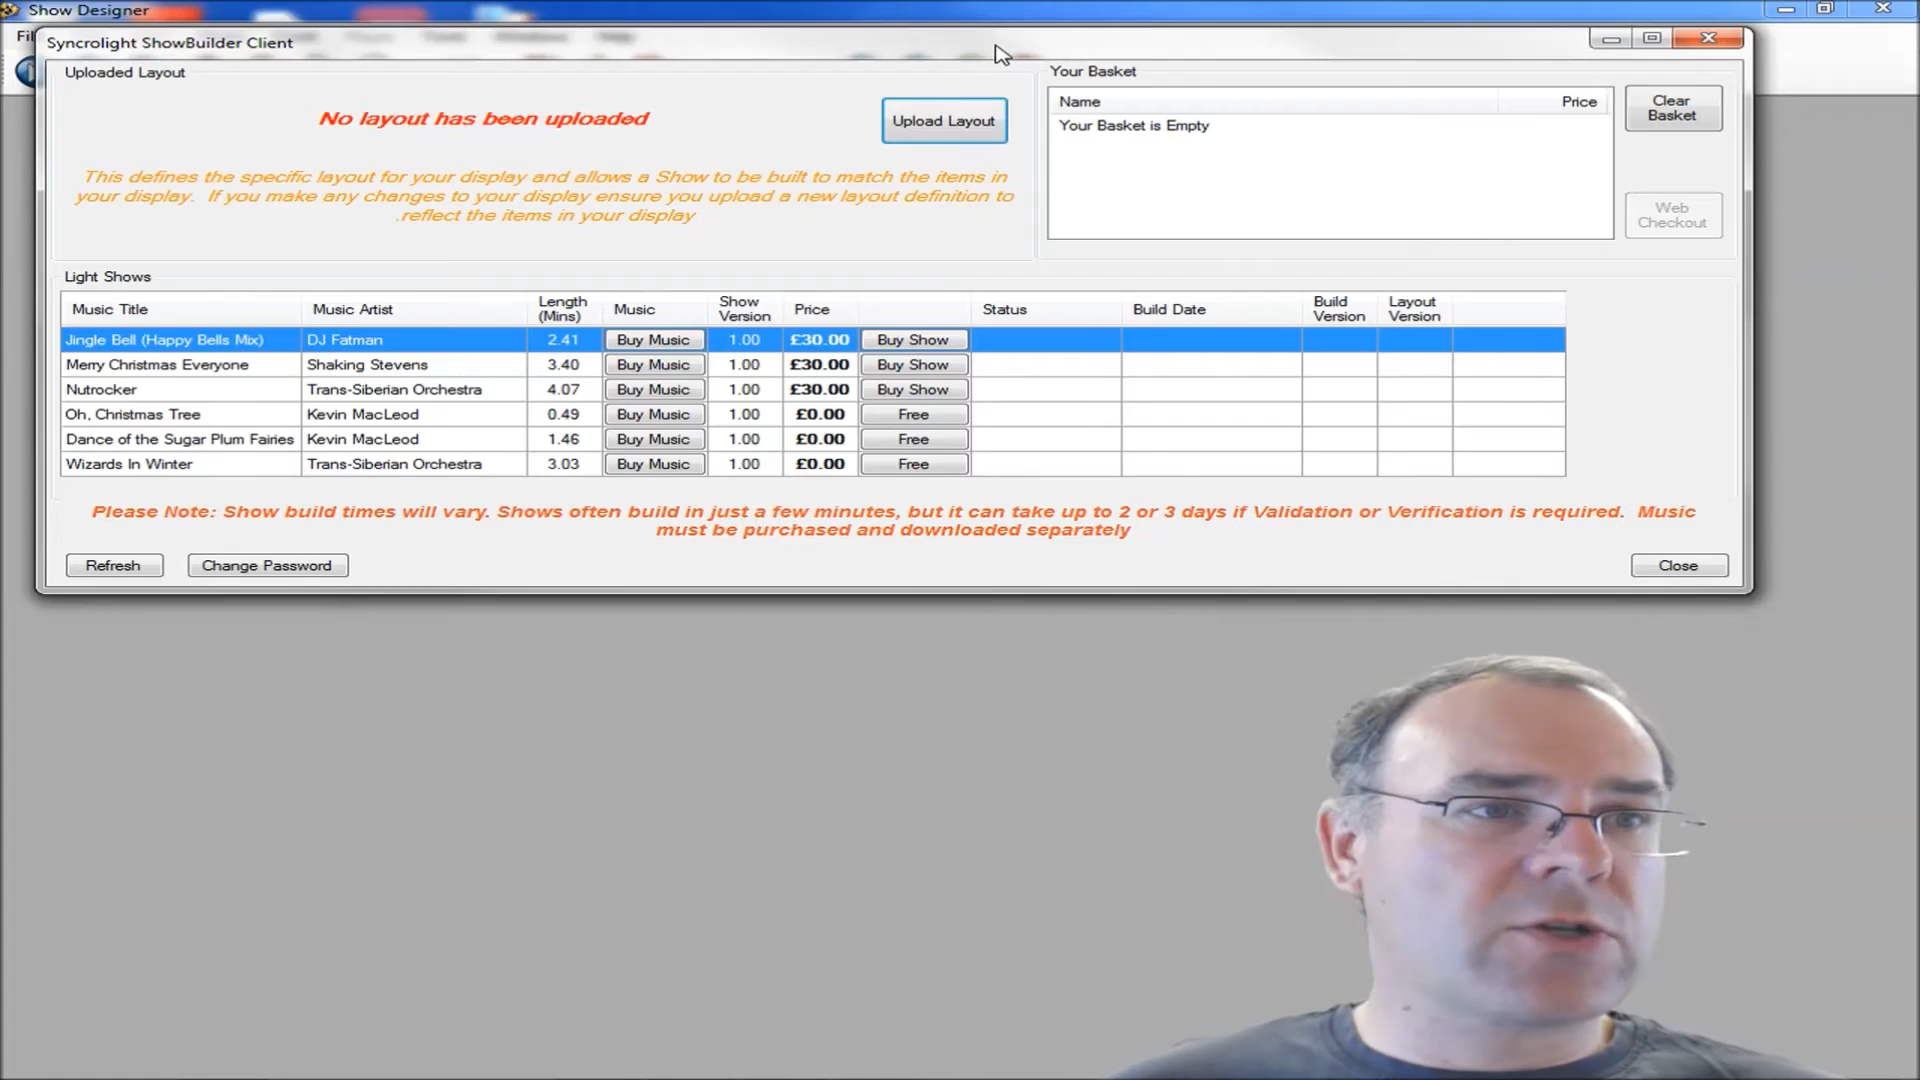 Show Designer
Syncrolight ShowBuilder Client
Uploaded Layout
No layout has been uploaded
Upload Layout
This defines the specific layout for your display and allows a Show to be built to match the items in
your display.  If you make any changes to your display ensure you upload a new layout definition to
.reflect the items in your display
Your Basket
Name Price
Your Basket is Empty
Clear
Basket
Web
Checkout
Light Shows
Music Title Music Artist Length (Mins) Music Show Version Price Status Build Date Build Version Layout Version
Jingle Bell (Happy Bells Mix) DJ Fatman 2.41 Buy Music 1.00 £30.00 Buy Show
Merry Christmas Everyone Shaking Stevens 3.40 Buy Music 1.00 £30.00 Buy Show
Nutrocker Trans-Siberian Orchestra 4.07 Buy Music 1.00 £30.00 Buy Show
Oh, Christmas Tree Kevin MacLeod 0.49 Buy Music 1.00 £0.00 Free
Dance of the Sugar Plum Fairies Kevin MacLeod 1.46 Buy Music 1.00 £0.00 Free
Wizards In Winter Trans-Siberian Orchestra 3.03 Buy Music 1.00 £0.00 Free
Please Note: Show build times will vary. Shows often build in just a few minutes, but it can take up to 2 or 3 days if Validation or Verification is required.  Music
must be purchased and downloaded separately
Refresh Change Password Close